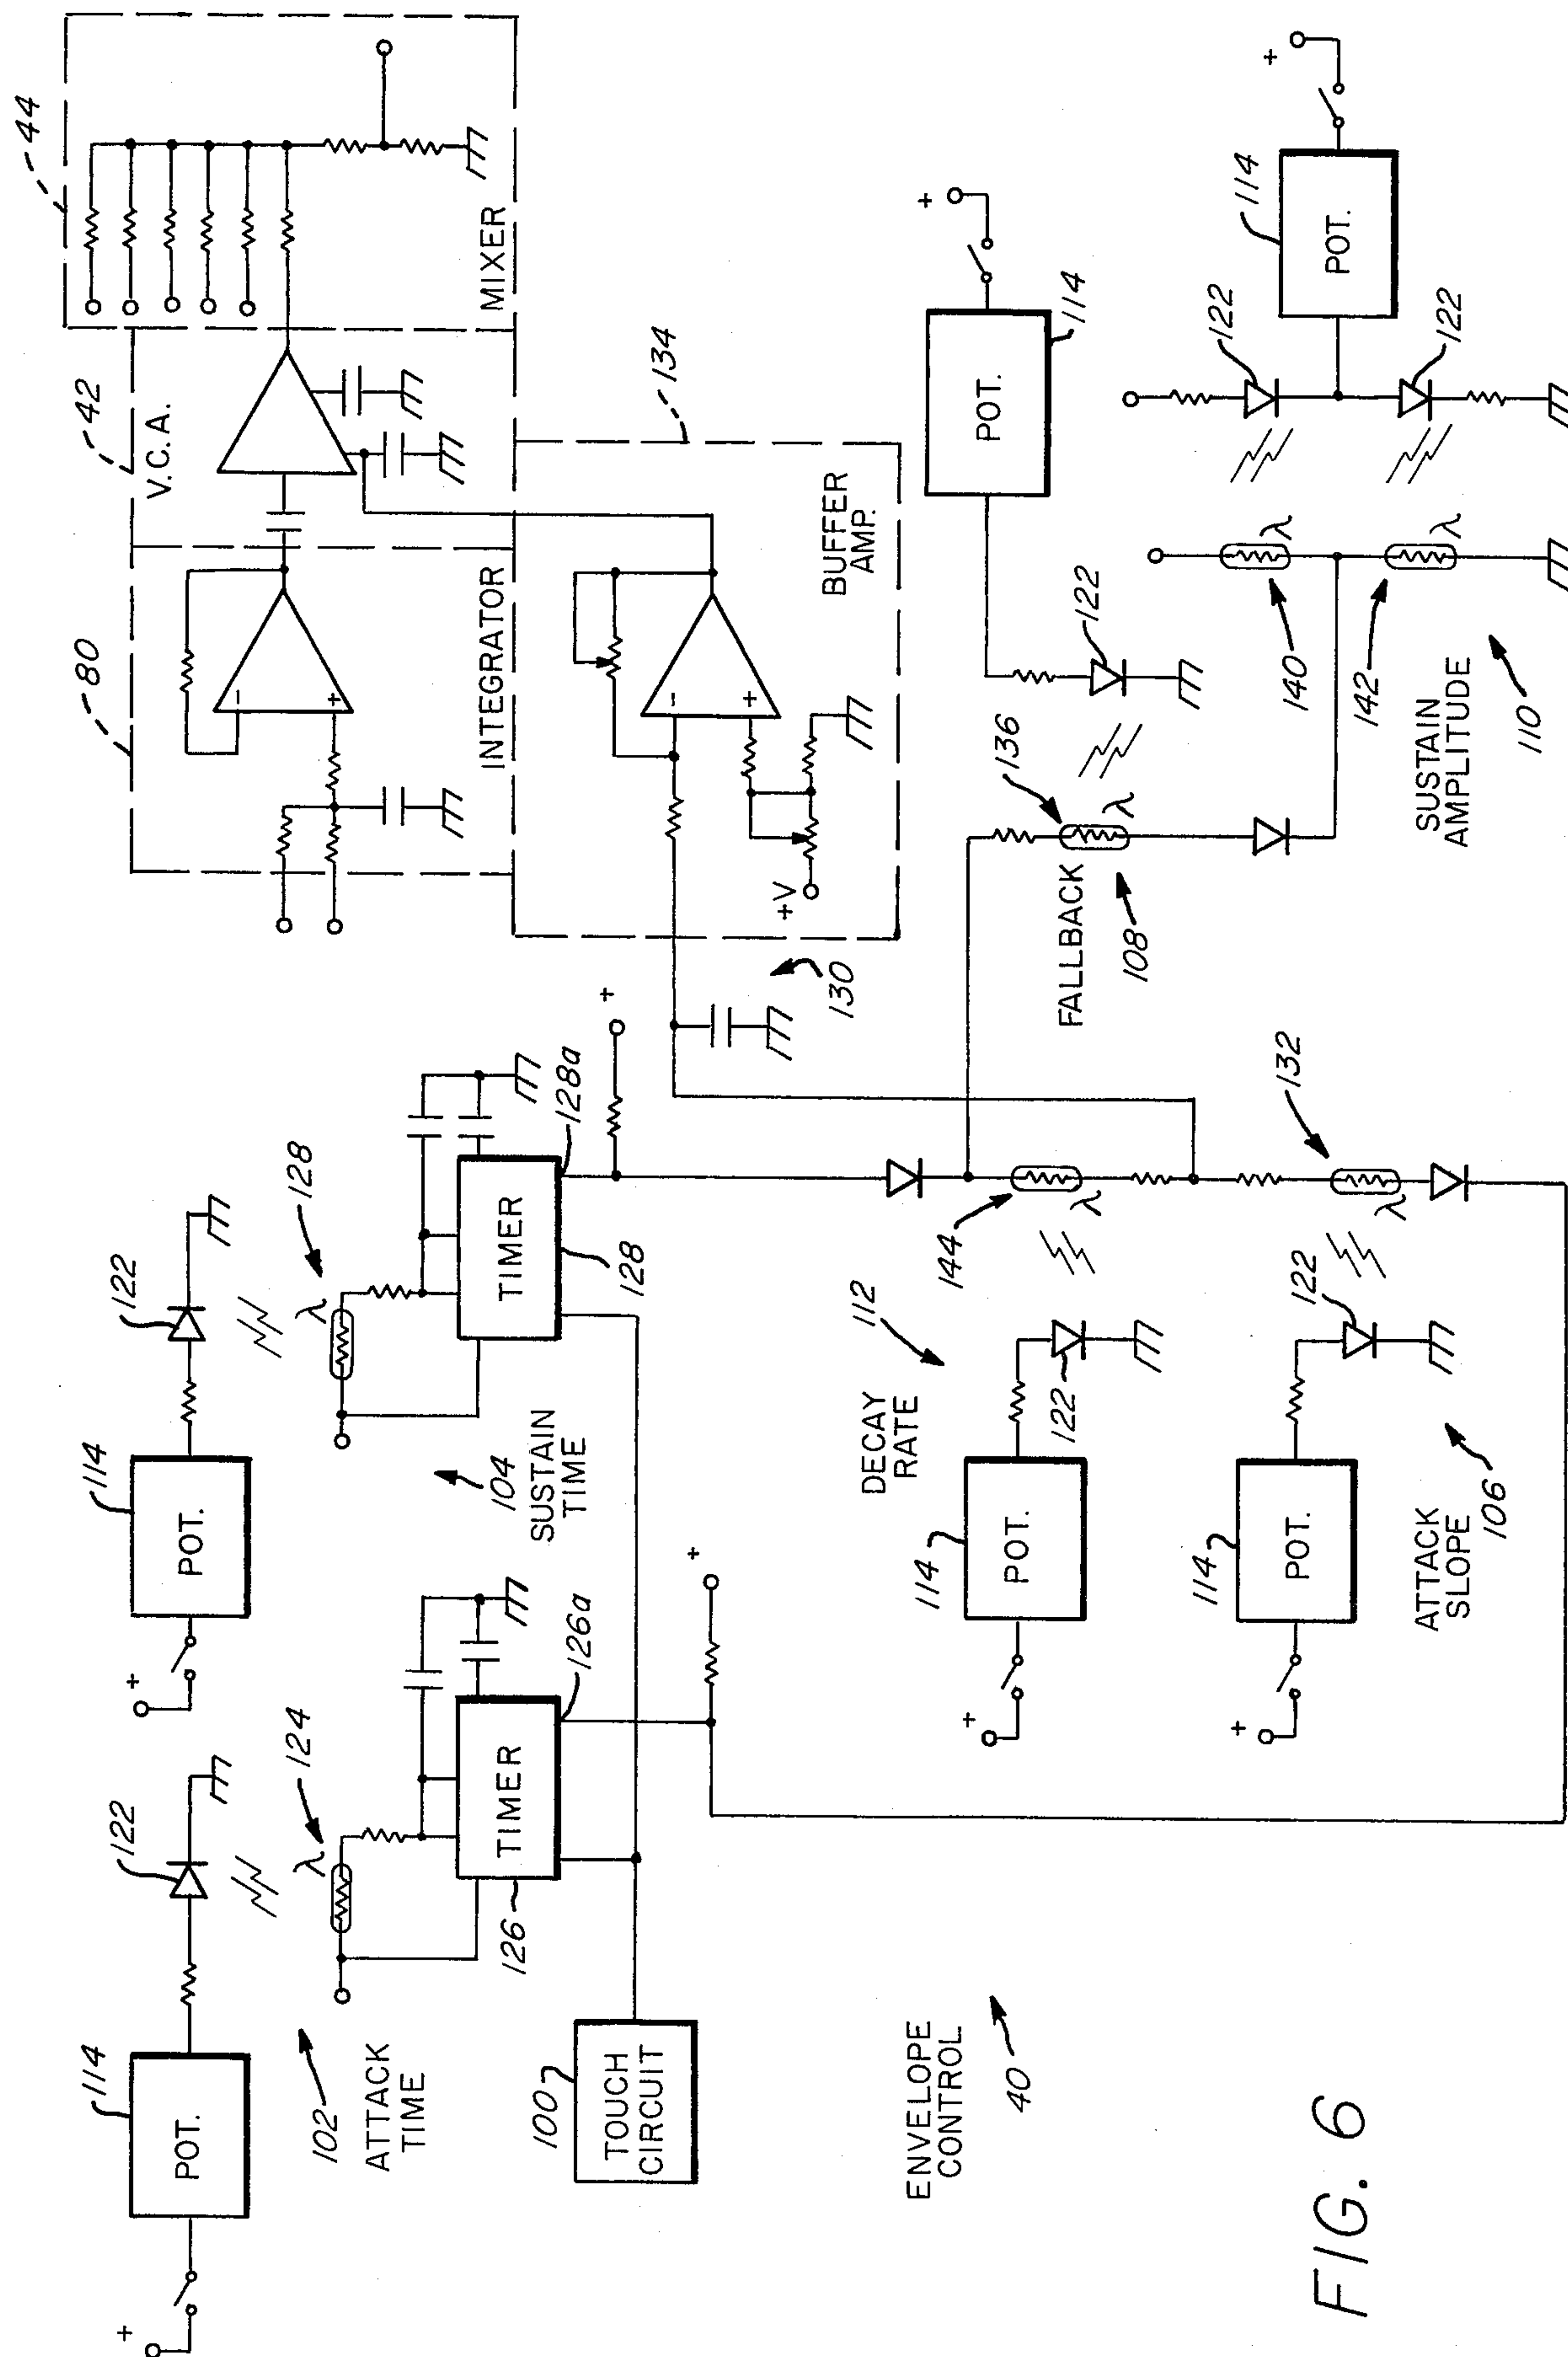 44
MIXER
42
V.C.A.
80
INTEGRATOR
-
+
134
BUFFER
AMP.
-
+
+V
130
+
114
POT.
122
122
+
114
POT.
122
136
λ
FALLBACK
108
λ
140
λ
142
SUSTAIN
AMPLITUDE
110
+
114
POT.
122
128
λ
TIMER
128
128a
+
104
SUSTAIN
TIME
+
114
POT.
122
124
λ
TIMER
126
126a
+
102
ATTACK
TIME
100
TOUCH
CIRCUIT
144
λ
132
λ
112
DECAY
RATE
114
POT.
122
+
114
POT.
122
+
ATTACK
SLOPE
106
ENVELOPE
CONTROL
40
FIG. 6